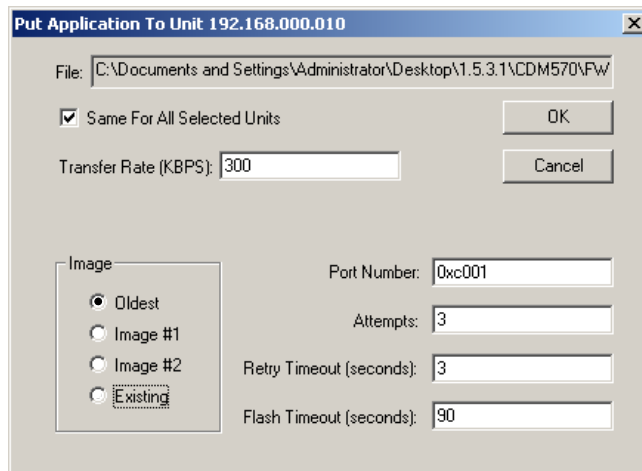 Put Application To Unit 192.168.000.010
File: C:\Documents and Settings\Administrator\Desktop\1.5.3.1\CDM570\FW
Same For All Selected Units
OK
Transfer Rate (KBPS): 300
Cancel
Image
Oldest
Image #1
Image #2
Existing
Port Number: 0xc001
Attempts: 3
Retry Timeout (seconds): 3
Flash Timeout (seconds): 90